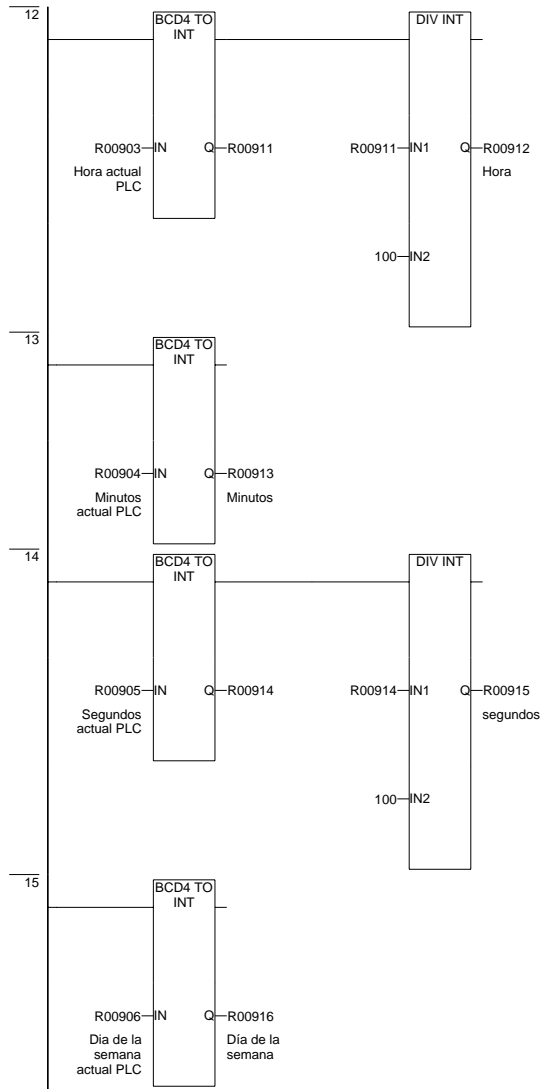 12
BCD4 TO
INT
DIV INT
R00903 IN Q R00911
Hora actual
PLC
R00911 IN1 Q R00912
Hora
100 IN2
13
BCD4 TO
INT
R00904 IN Q R00913
Minutos
actual PLC
Minutos
14
BCD4 TO
INT
DIV INT
R00905 IN Q R00914
Segundos
actual PLC
R00914 IN1 Q R00915
segundos
100 IN2
15
BCD4 TO
INT
R00906 IN Q R00916
Dia de la
semana
actual PLC
Día de la
semana